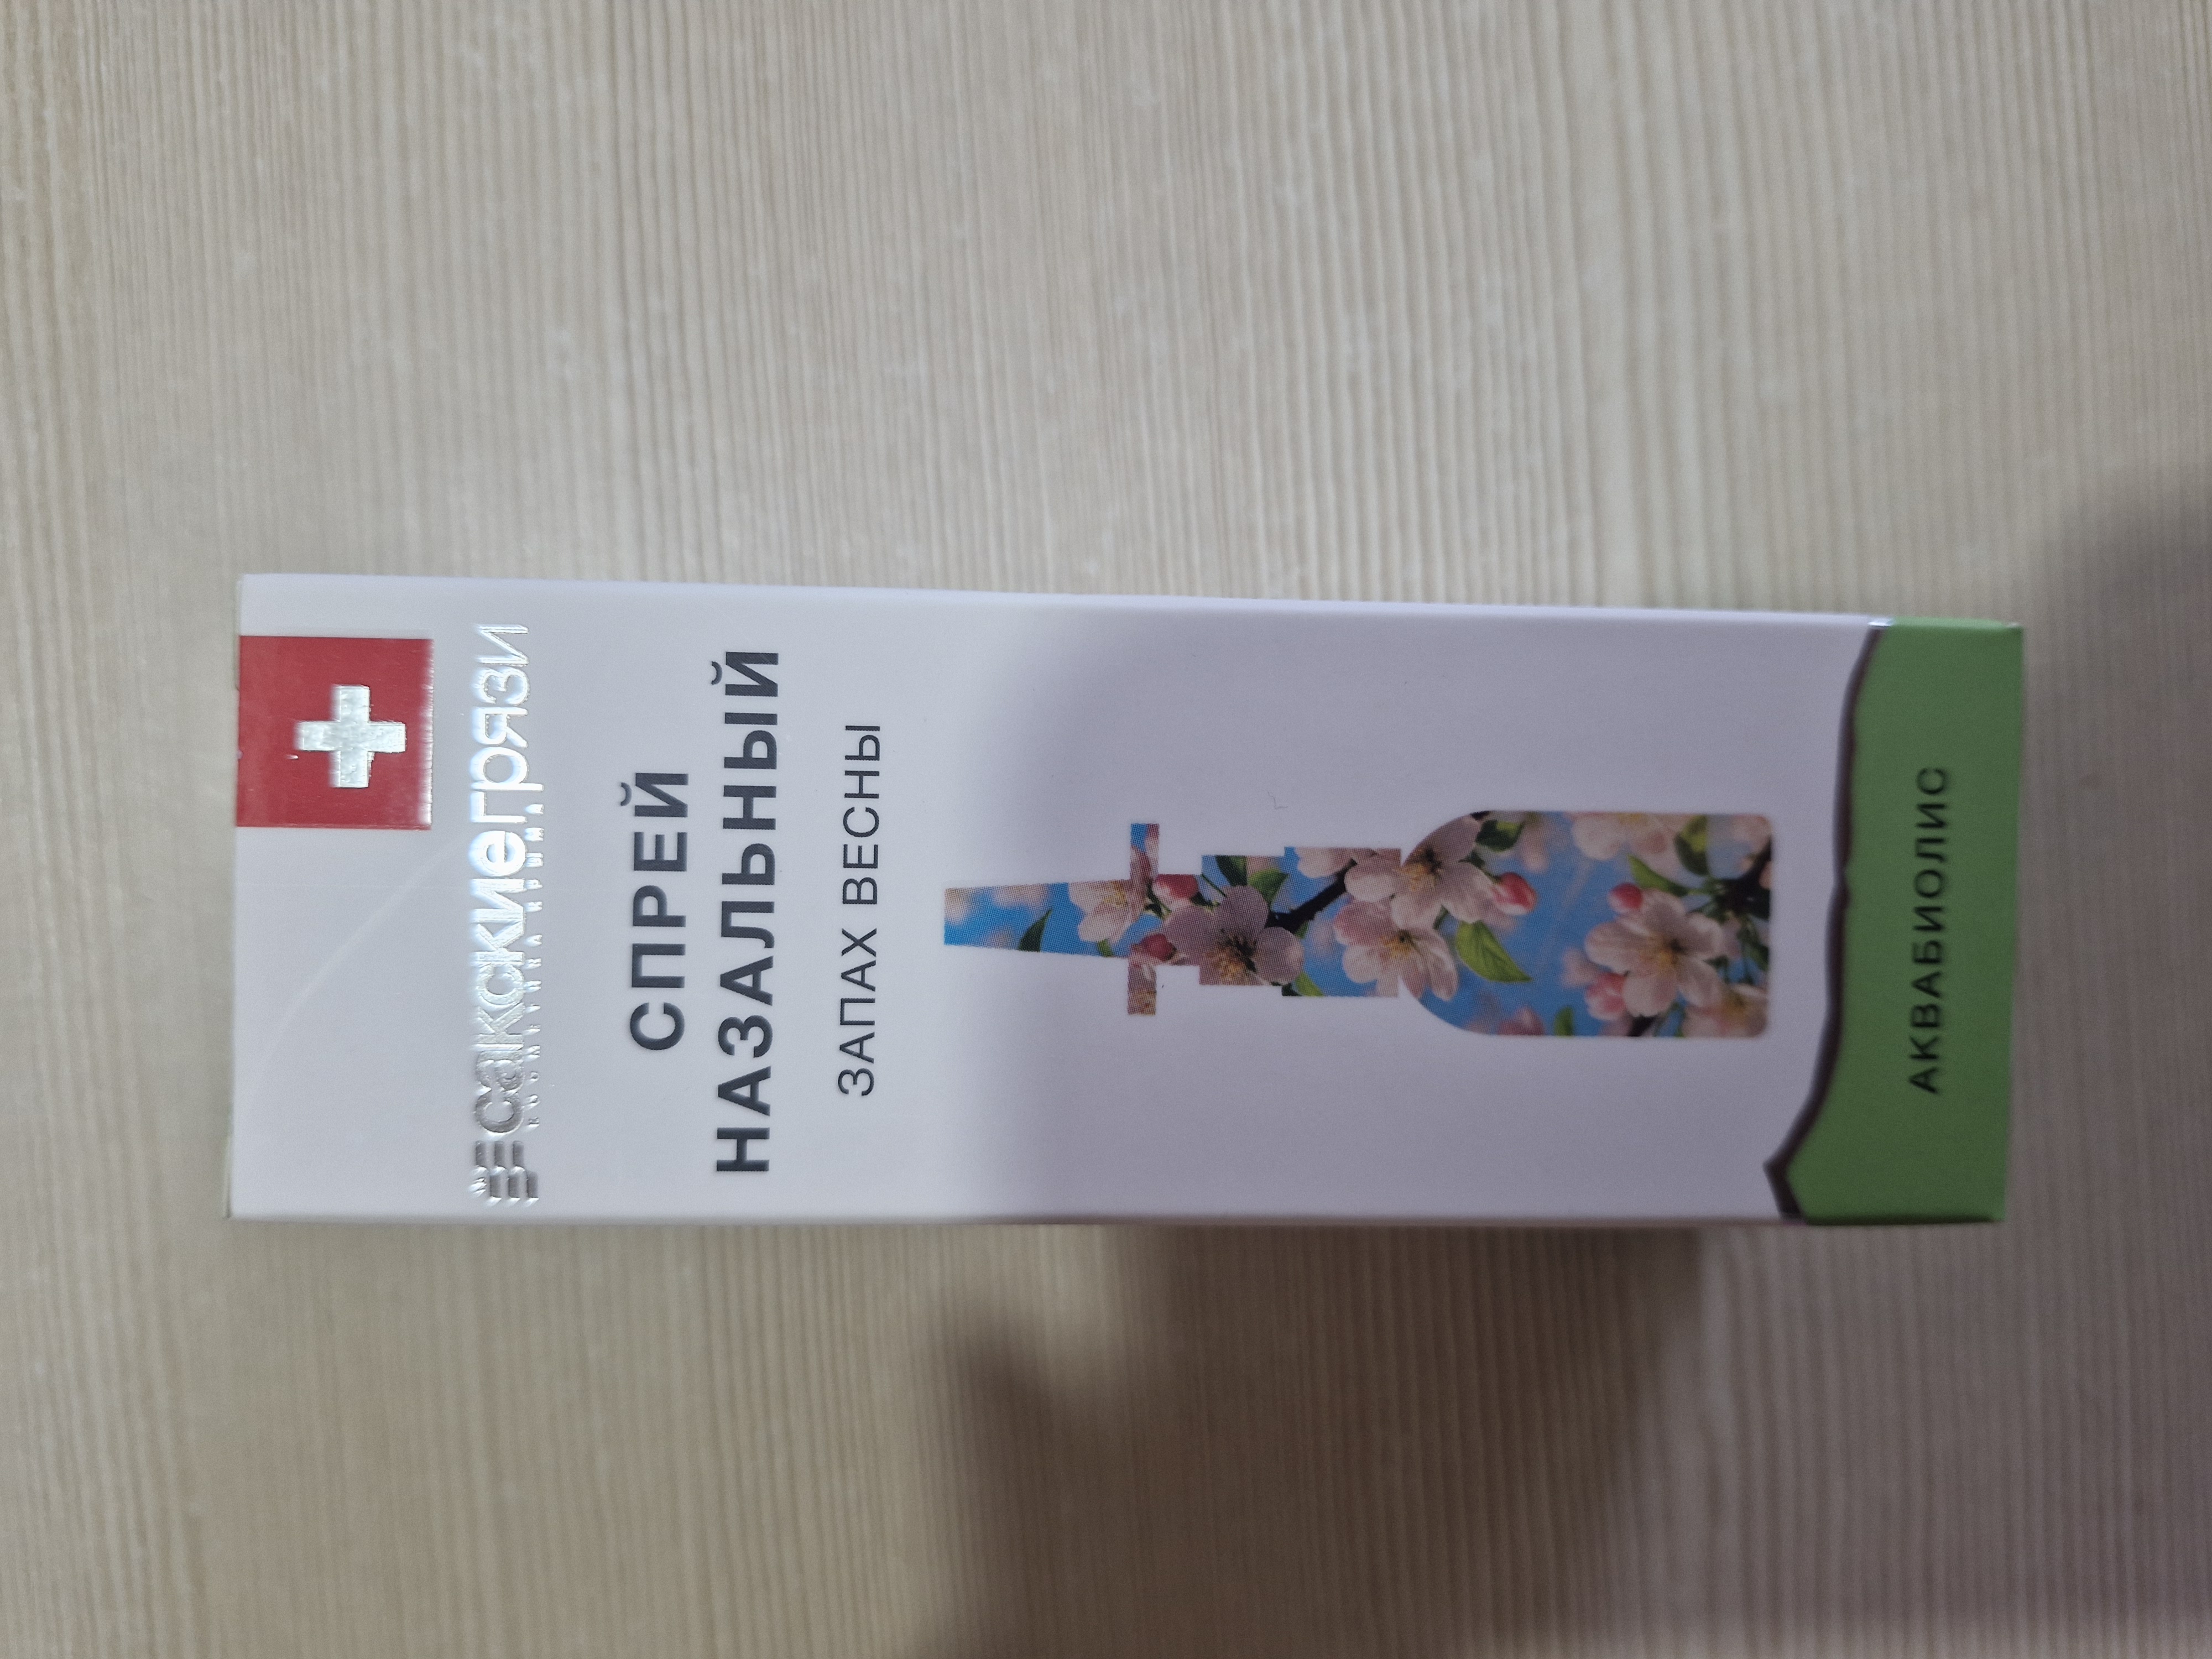 сакскиегрязи
СПРЕЙ
НАЗАЛЬНЫЙ
ЗАПАХ ВЕСНЫ
АКВАБИОЛИС